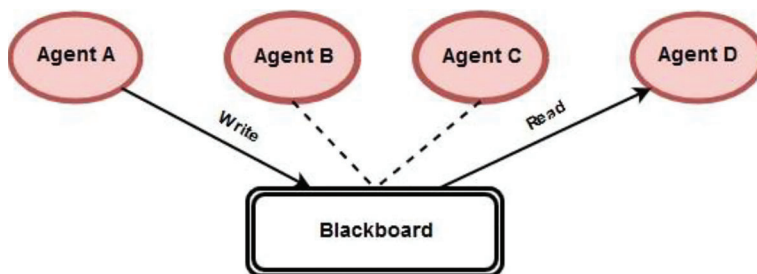 Agent A
Agent B
Agent C
Agent D
Write
Read
Blackboard